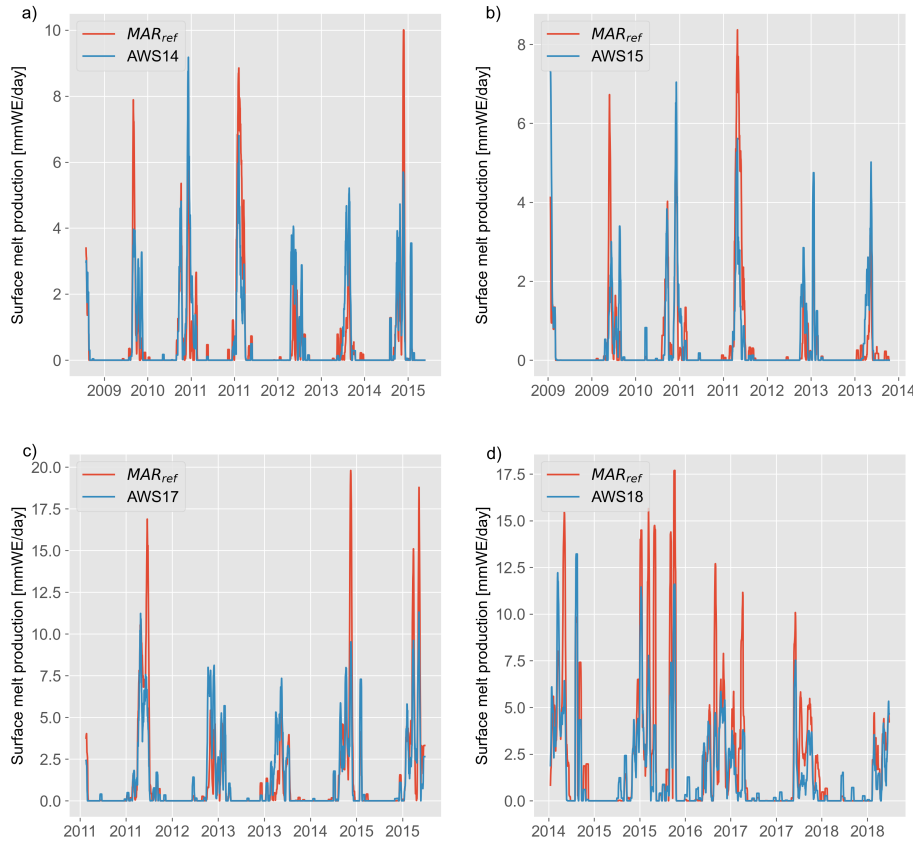 a)
MARref
AWS14
Surface melt production [mmWE/day]
10
8
6
4
2
0
2009 2010 2011 2011 2012 2013 2014 2015
b)
MARref
AWS15
Surface melt production [mmWE/day]
8
6
4
2
0
2009 2009 2010 2011 2011 2012 2013 2013 2014
c)
MARref
AWS17
Surface melt production [mmWE/day]
20.0
17.5
15.0
12.5
10.0
7.5
5.0
2.5
0.0
2011 2011 2012 2013 2013 2014 2015 2015
d)
MARref
AWS18
Surface melt production [mmWE/day]
17.5
15.0
12.5
10.0
7.5
5.0
2.5
0.0
2014 2015 2015 2016 2017 2017 2018 2018